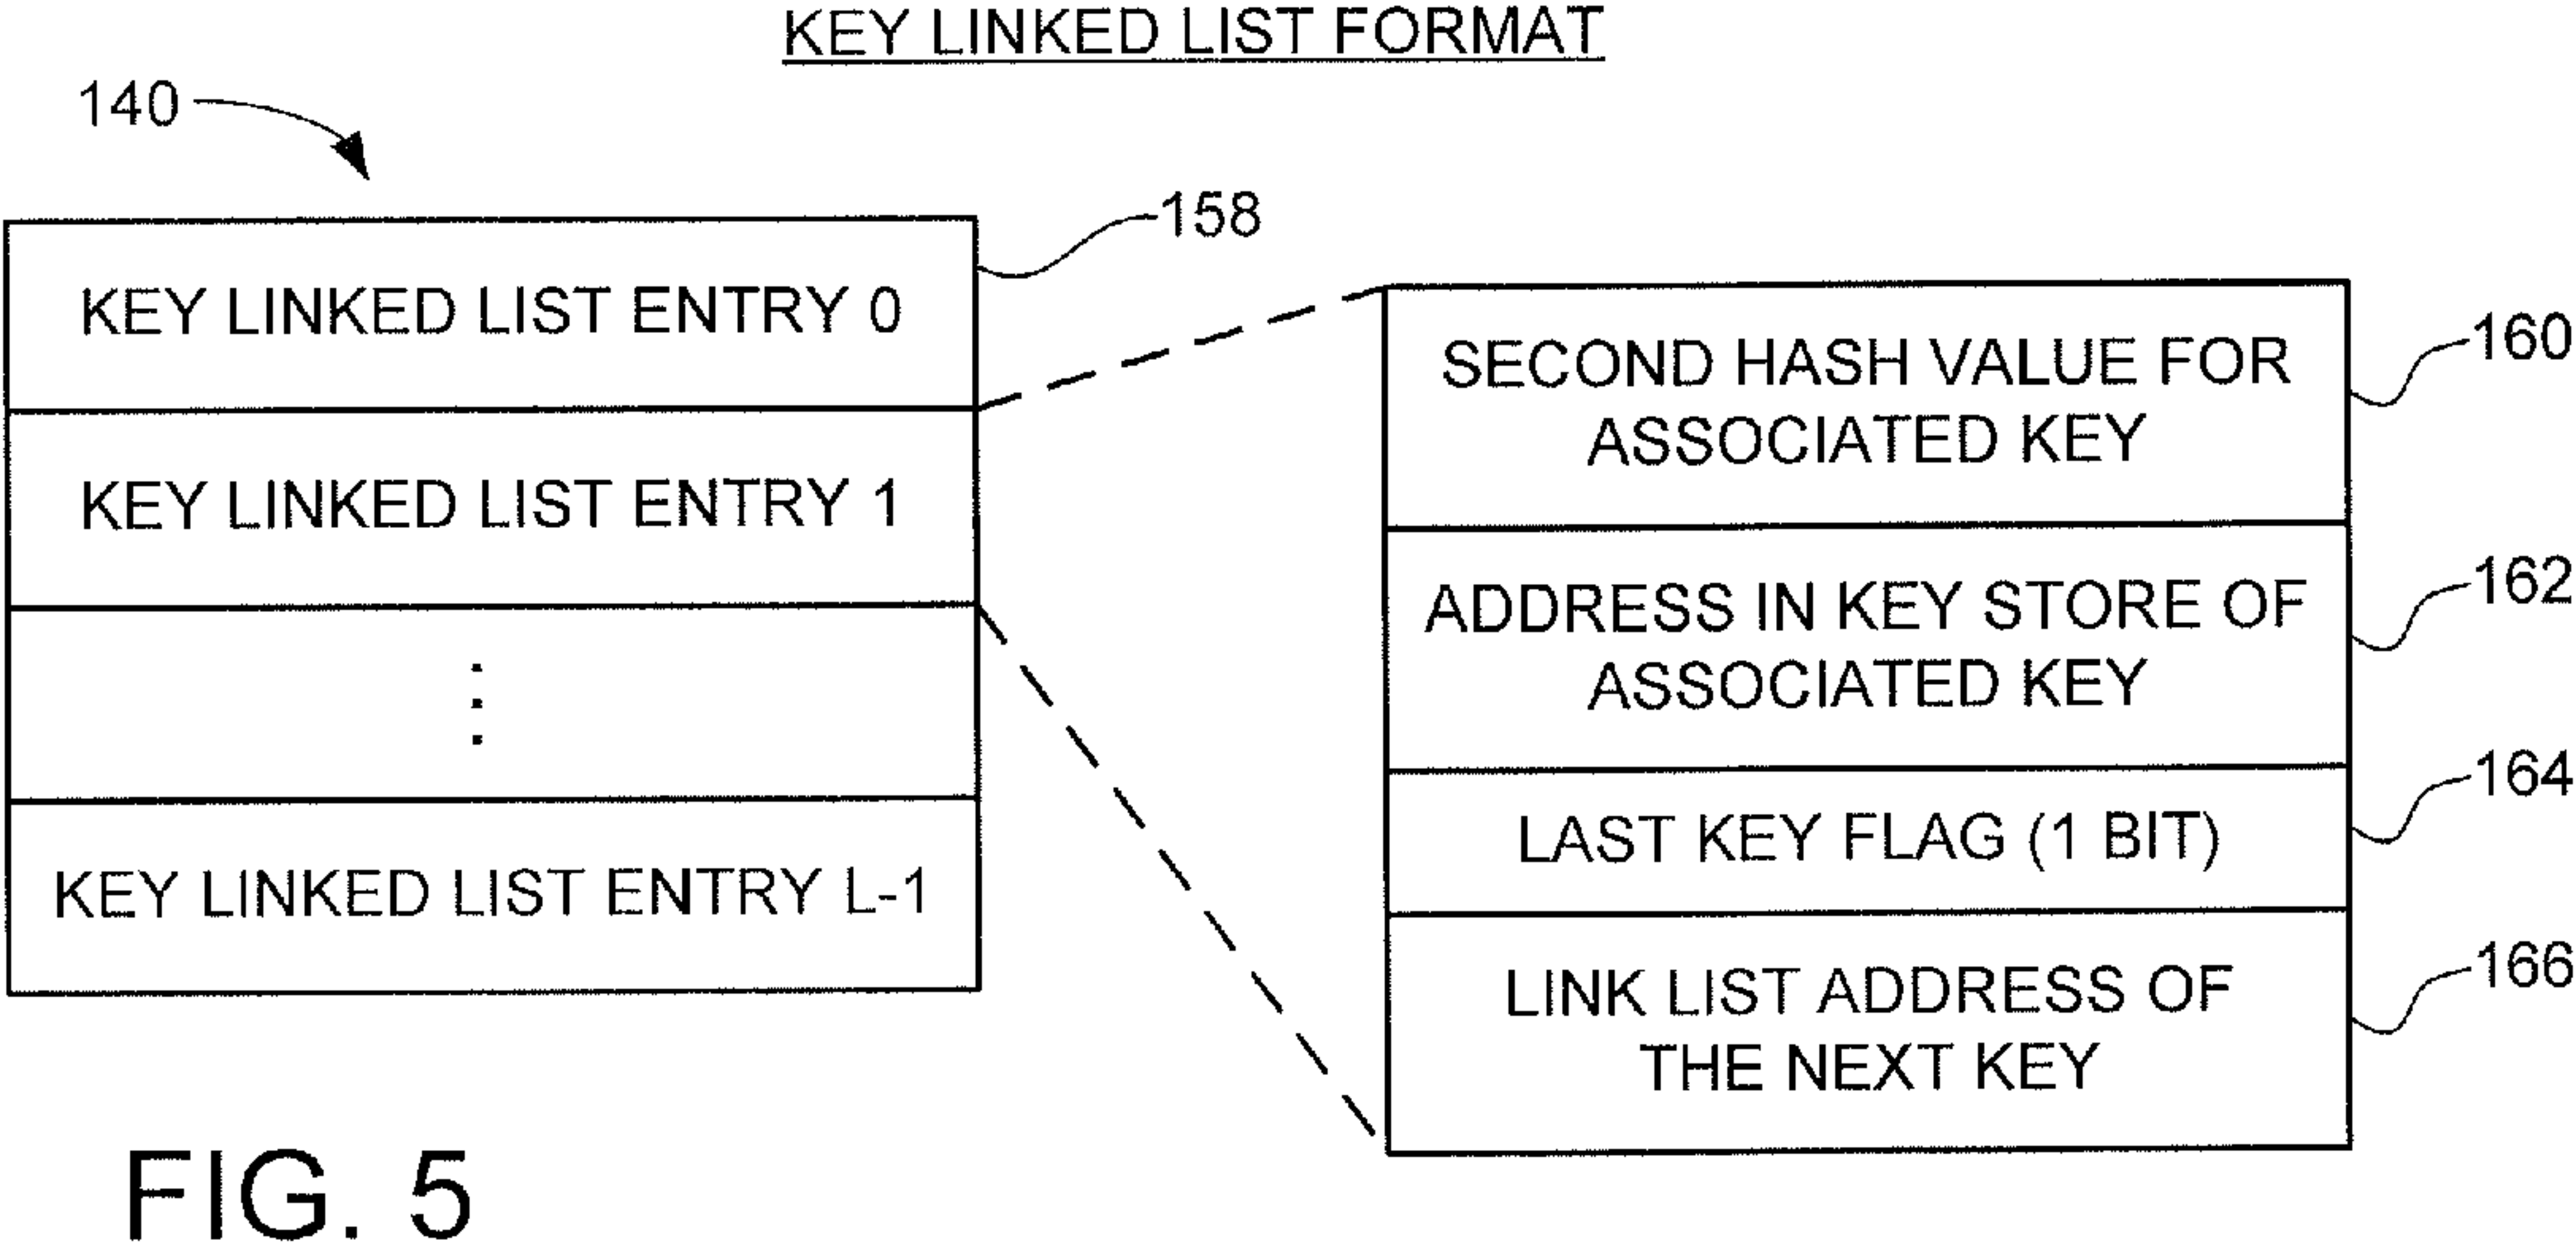 KEY LINKED LIST FORMAT
140
158
KEY LINKED LIST ENTRY 0
KEY LINKED LIST ENTRY 1
⋮
KEY LINKED LIST ENTRY L-1
160
SECOND HASH VALUE FOR
ASSOCIATED KEY
162
ADDRESS IN KEY STORE OF
ASSOCIATED KEY
164
LAST KEY FLAG (1 BIT)
166
LINK LIST ADDRESS OF
THE NEXT KEY
FIG. 5